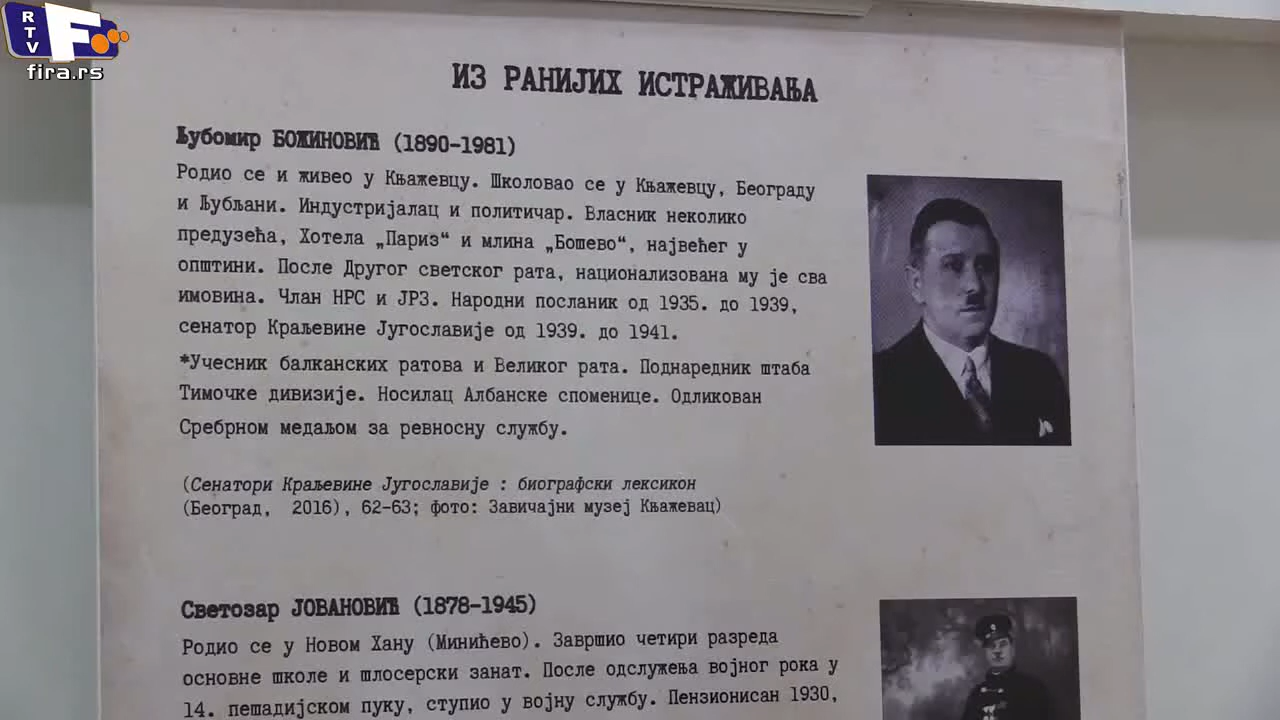 RTV
F
fira.rs
ИЗ РАНИЈИХ ИСТРАЖИВАЊА
Љубомир БОЖИНОВИЋ (1890-1981)
Родио се и живео у Књажевцу. Школовао се у Књажевцу, Београду
и Љубљани. Индустријалац и политичар. Власник неколико
предузећа, Хотела „Париз“ и млина „Бошево“, највећег у
општини. После Другог светског рата, национализована му је сва
имовина. Члан НРС и ЈРЗ. Народни посланик од 1935. до 1939,
сенатор Краљевине Југославије од 1939. до 1941.
*Учесник балканских ратова и Великог рата. Поднаредник штаба
Тимочке дивизије. Носилац Албанске споменице. Одликован
Сребрном медаљом за ревносну службу.
(Сенатори Краљевине Југославије : биографски лексикон
(Београд, 2016), 62-63; фото: Завичајни музеј Књажевац)
Светозар ЈОВАНОВИЋ (1878-1945)
Родио се у Новом Хану (Минићево). Завршио четири разреда
основне школе и шлосерски занат. После одслужења војног рока у
14. пешадијском пуку, ступио у војну службу. Пензионисан 1930,